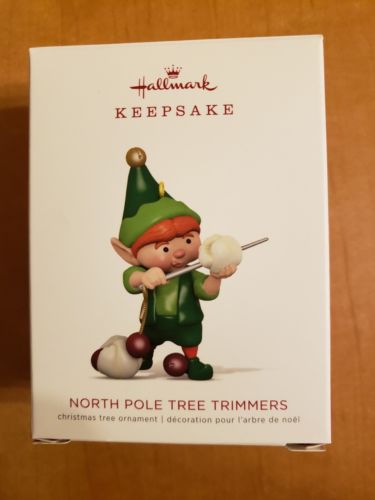 Hallmark
KEEPSAKE
NORTH POLE TREE TRIMMERS
christmas tree ornament | décoration pour l'arbre de noël